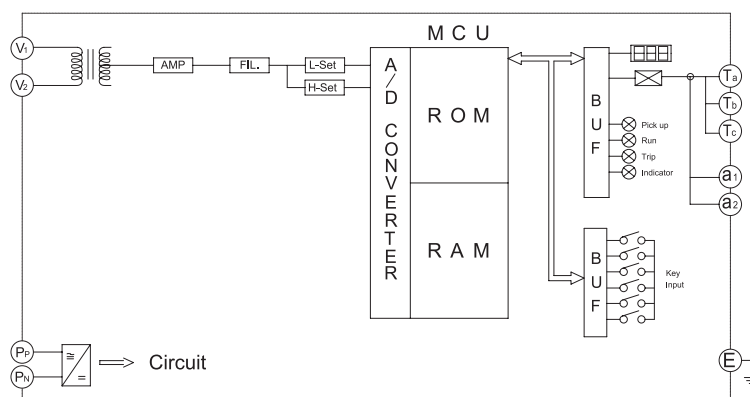 MCU
V1
V2
AMP
FIL.
L-Set
H-Set
A/D CONVERTER
ROM
RAM
BUF
Pick up
Run
Trip
Indicator
Ta
Tb
Tc
a1
a2
BUF
Key
Input
PP
PN
≅
=
Circuit
E